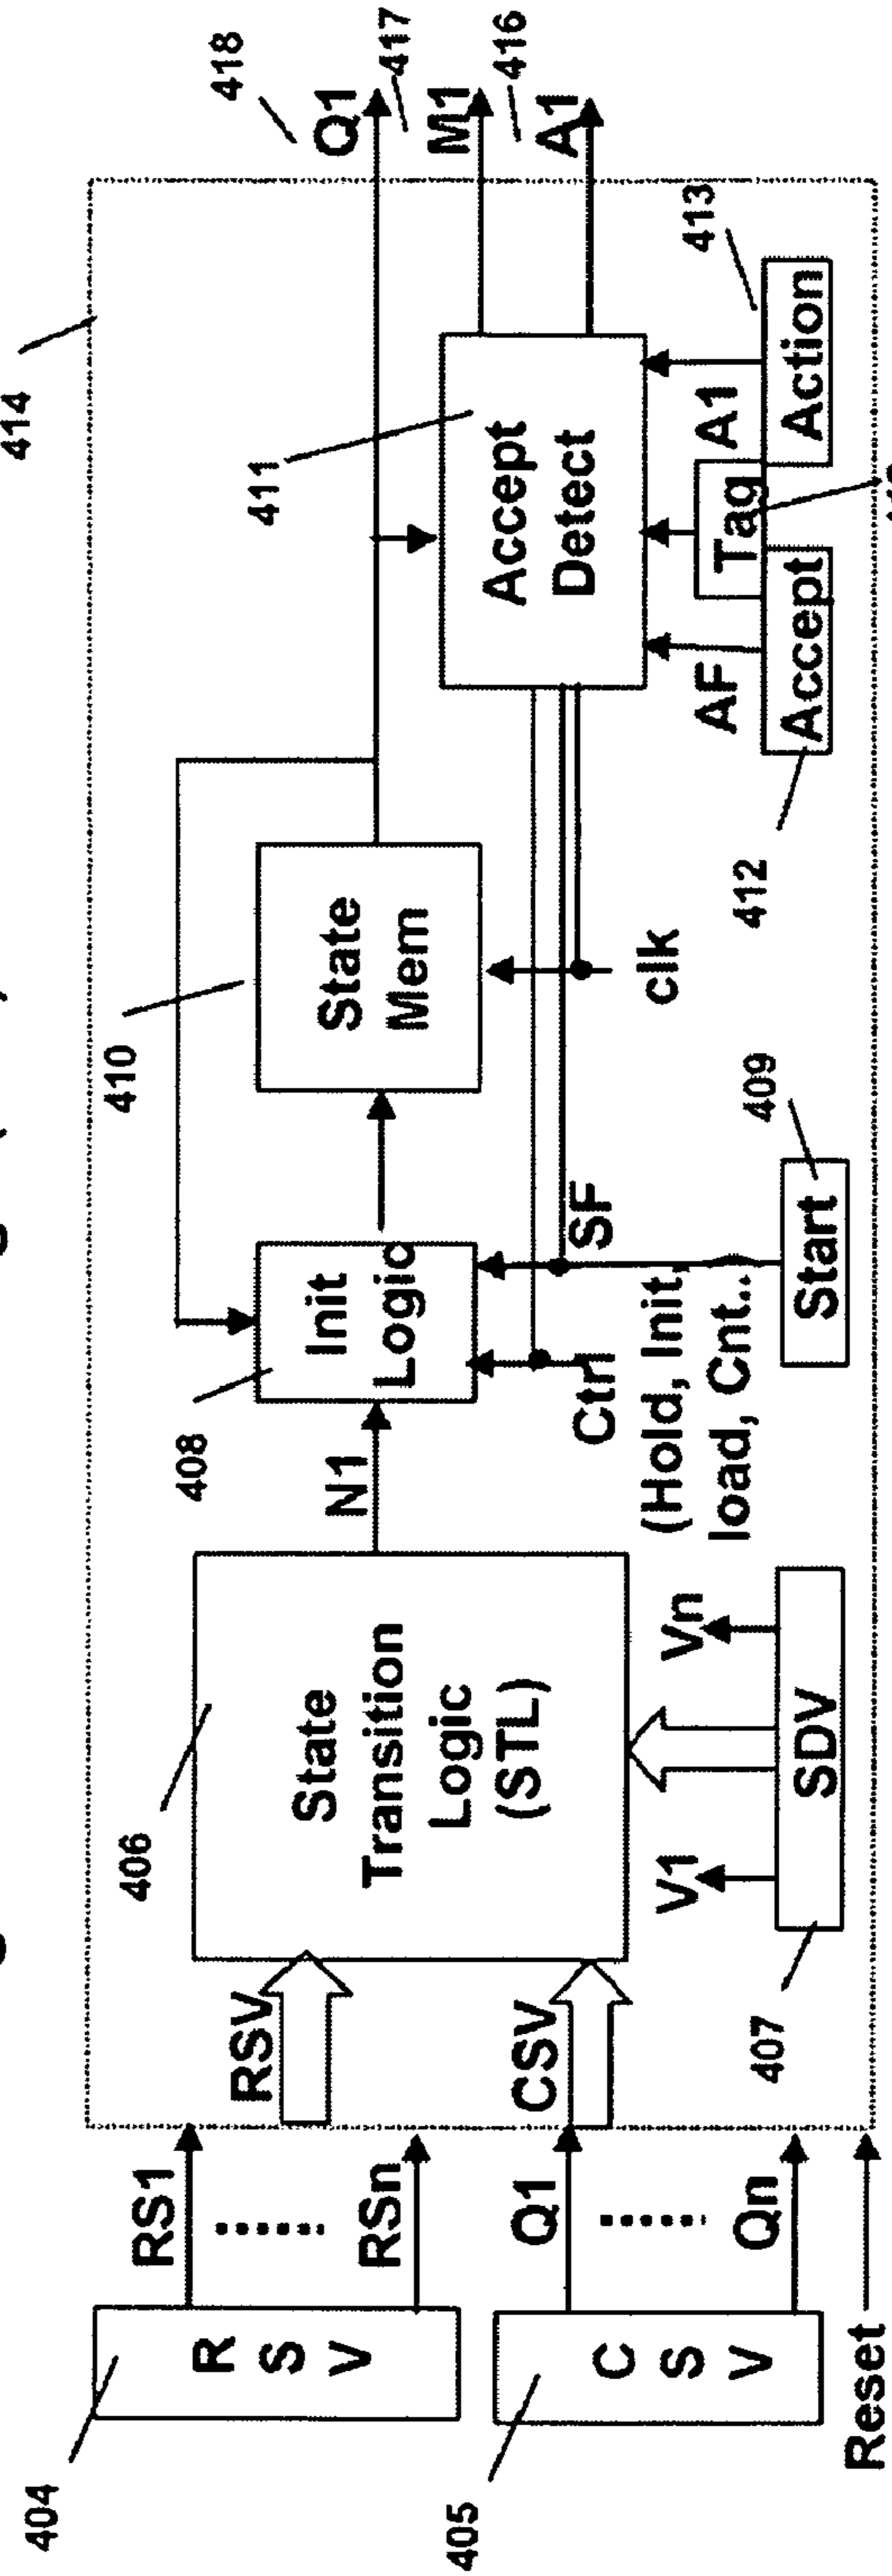 414
418
Q1
417
M1
416
A1
404
R
S
V
RS1
RSn
RSV
405
C
S
V
Q1
Qn
CSV
Reset
406
State
Transition
Logic
(STL)
407
V1
SDV
Vn
N1
408
Init
Logic
Ctrl
SF
(Hold, Init,
load, Cnt..
409
Start
410
State
Mem
clk
411
Accept
Detect
AF
A1
412
Accept
Tag
413
Action